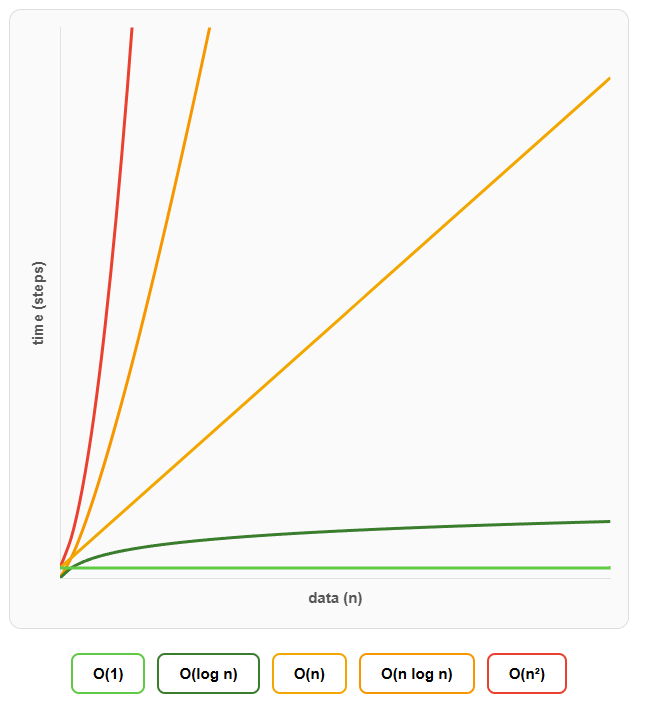 time (steps)
data (n)
O(1)
O(log n)
O(n)
O(n log n)
O(n²)